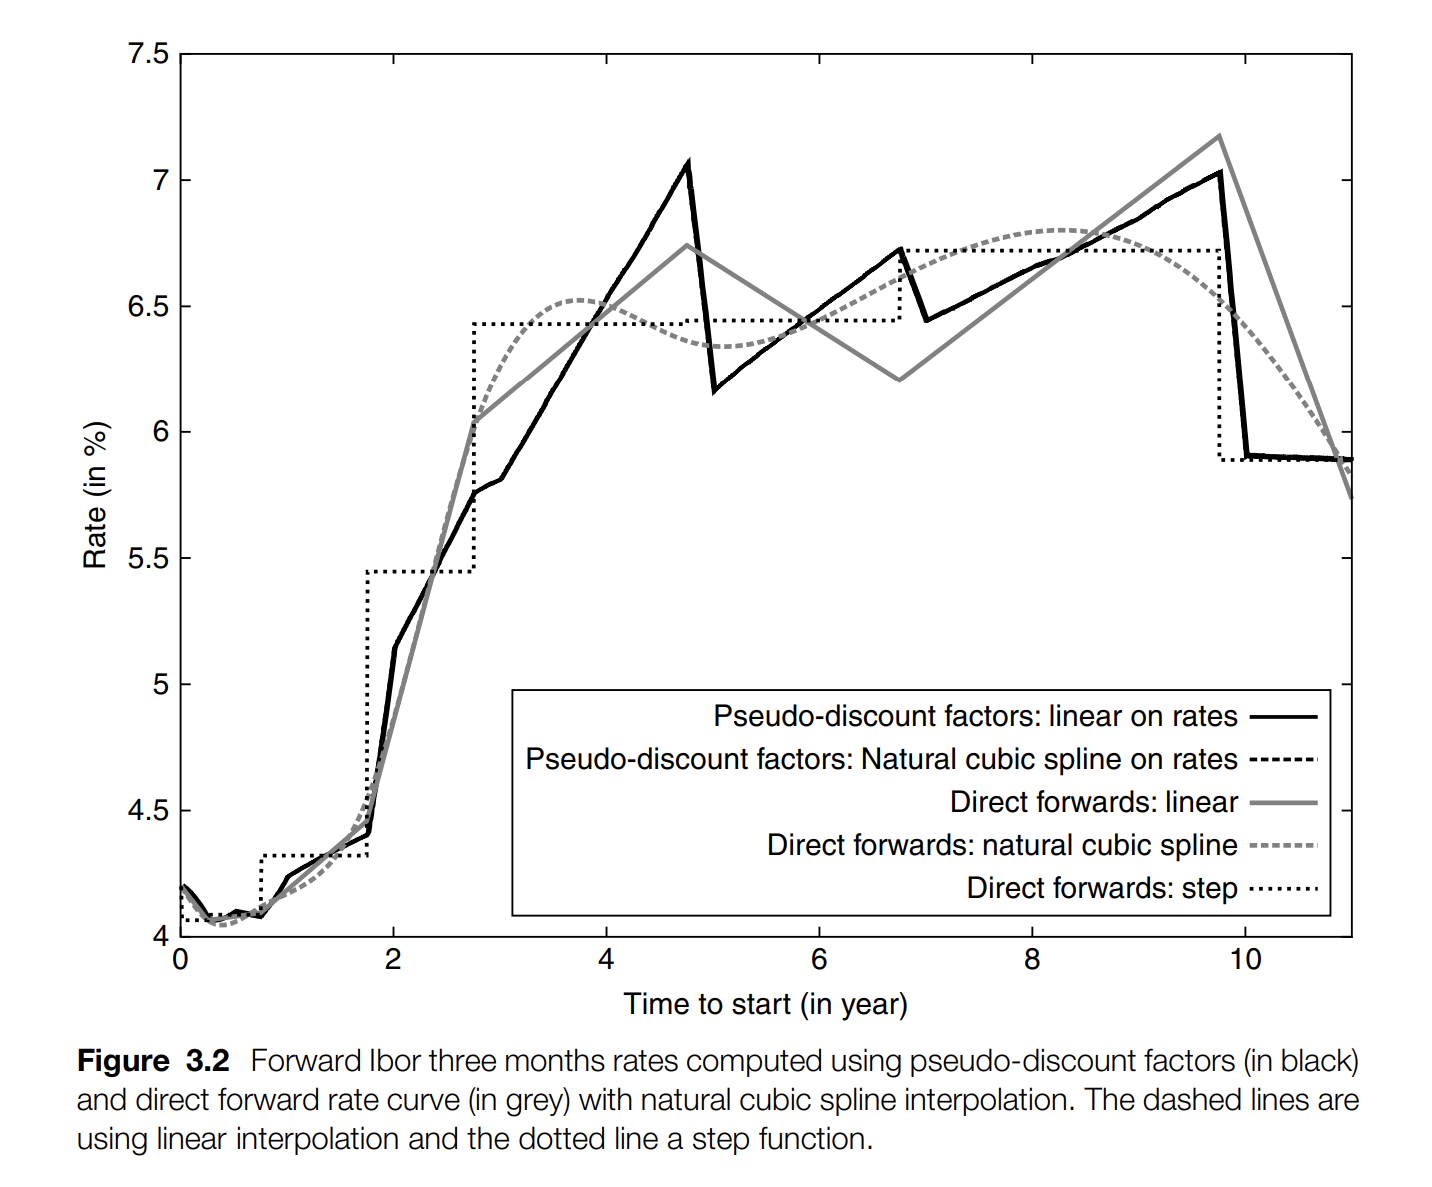 7.5
7
6.5
6
5.5
5
4.5
4
Rate (in %)
0 2 4 6 8 10
Time to start (in year)
Pseudo-discount factors: linear on rates
Pseudo-discount factors: Natural cubic spline on rates
Direct forwards: linear
Direct forwards: natural cubic spline
Direct forwards: step
Figure 3.2 Forward Ibor three months rates computed using pseudo-discount factors (in black)
and direct forward rate curve (in grey) with natural cubic spline interpolation. The dashed lines are
using linear interpolation and the dotted line a step function.